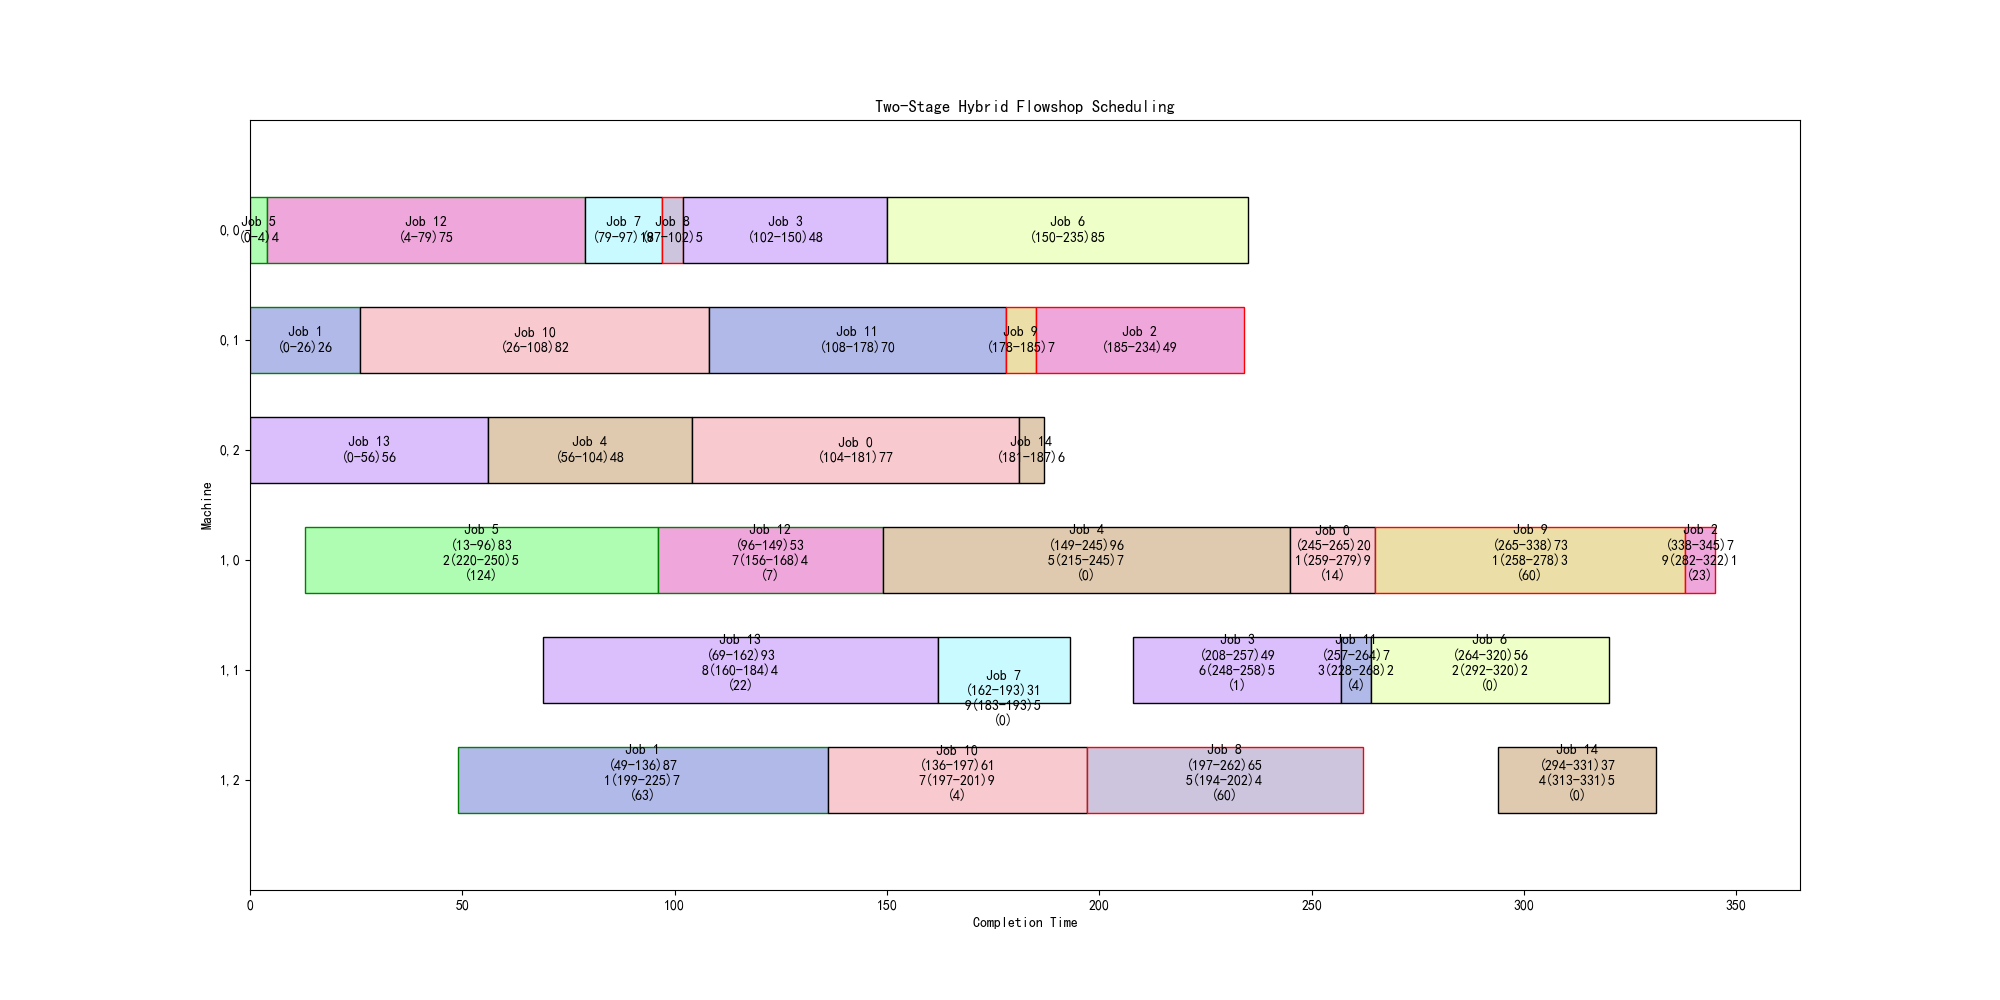 Two-Stage Hybrid Flowshop Scheduling
Machine
0,0
Job 5
(0-4)4
Job 12
(4-79)75
Job 7
(79-97)18
Job 8
(97-102)5
Job 3
(102-150)48
Job 6
(150-235)85
0,1
Job 1
(0-26)26
Job 10
(26-108)82
Job 11
(108-178)70
Job 9
(178-185)7
Job 2
(185-234)49
0,2
Job 13
(0-56)56
Job 4
(56-104)48
Job 0
(104-181)77
Job 14
(181-187)6
1,0
Job 5
(13-96)83
2(220-250)5
(124)
Job 12
(96-149)53
7(156-168)4
(7)
Job 4
(149-245)96
5(215-245)7
(0)
Job 0
(245-265)20
1(259-279)9
(14)
Job 9
(265-338)73
1(258-278)3
(60)
Job 2
(338-345)7
9(282-322)1
(23)
1,1
Job 13
(69-162)93
8(160-184)4
(22)
Job 7
(162-193)31
9(183-193)5
(0)
Job 3
(208-257)49
6(248-258)5
(1)
Job 11
(257-264)7
3(228-268)2
(4)
Job 6
(264-320)56
2(292-320)2
(0)
1,2
Job 1
(49-136)87
1(199-225)7
(63)
Job 10
(136-197)61
7(197-201)9
(4)
Job 8
(197-262)65
5(194-202)4
(60)
Job 14
(294-331)37
4(313-331)5
(0)
0
50
100
150
200
250
300
350
Completion Time